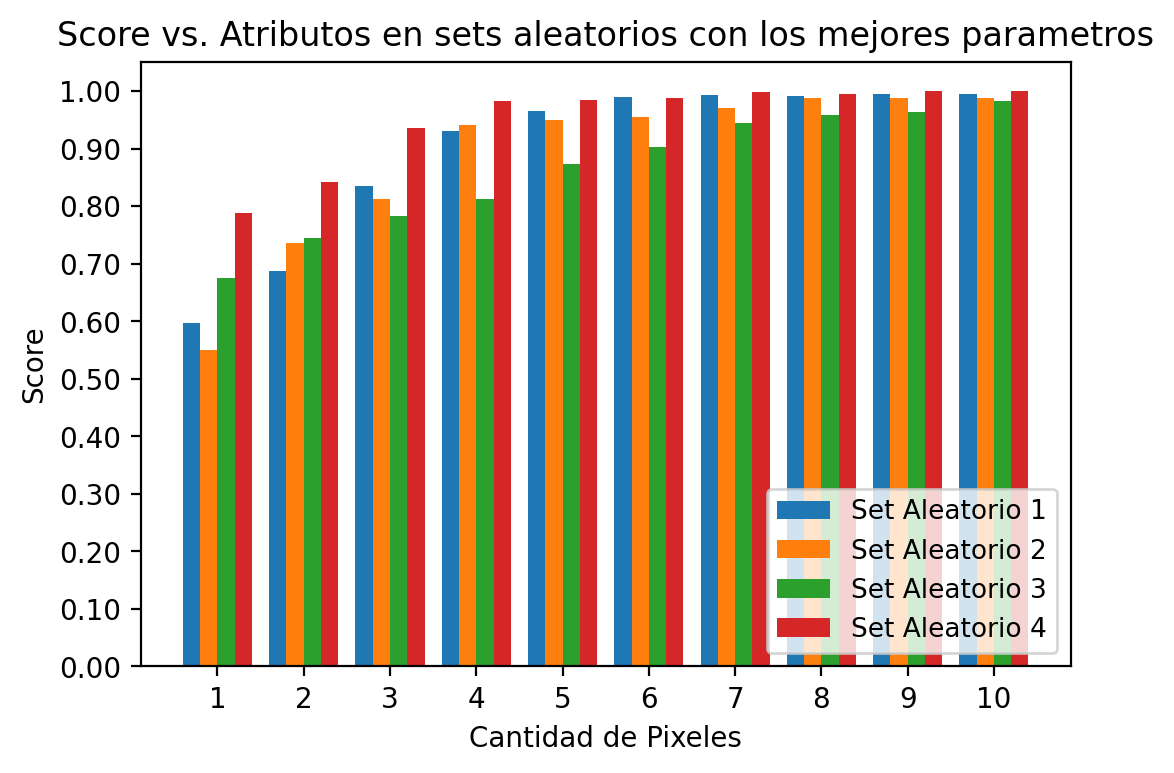 Score vs. Atributos en sets aleatorios con los mejores parametros
1.00
0.90
0.80
0.70
0.60
0.50
0.40
0.30
0.20
0.10
0.00
Score
Set Aleatorio 1
Set Aleatorio 2
Set Aleatorio 3
Set Aleatorio 4
1 2 3 4 5 6 7 8 9 10
Cantidad de Pixeles